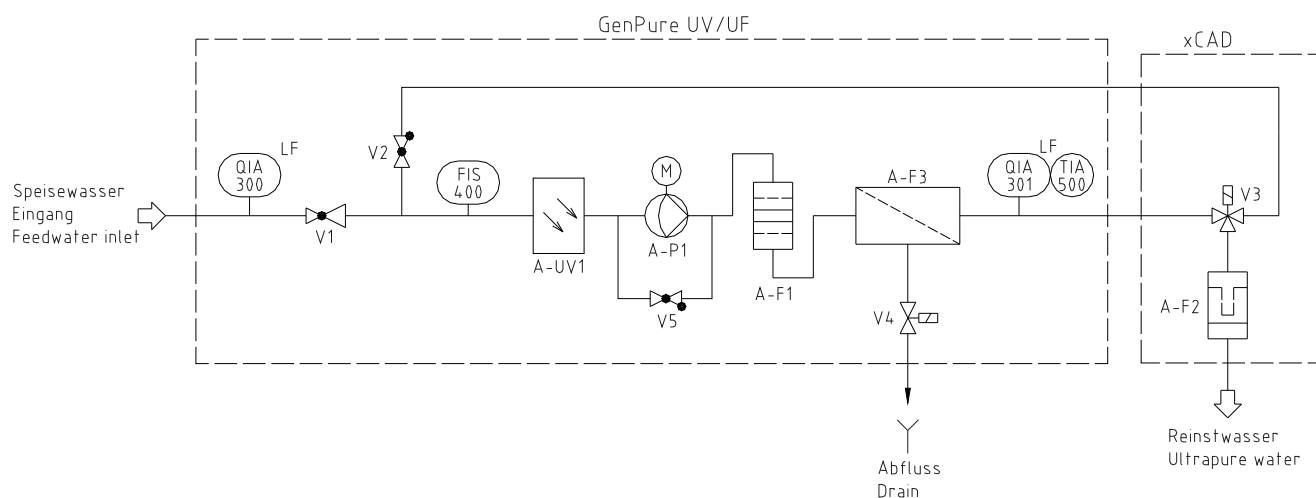 GenPure UV/UF
xCAD
LF
QIA
300
V2
FIS
400
M
A-F3
LF
QIA
301
TIA
500
V3
Speisewasser
Eingang
Feedwater inlet
V1
A-UV1
A-P1
V5
A-F1
V4
A-F2
Abfluss
Drain
Reinstwasser
Ultrapure water